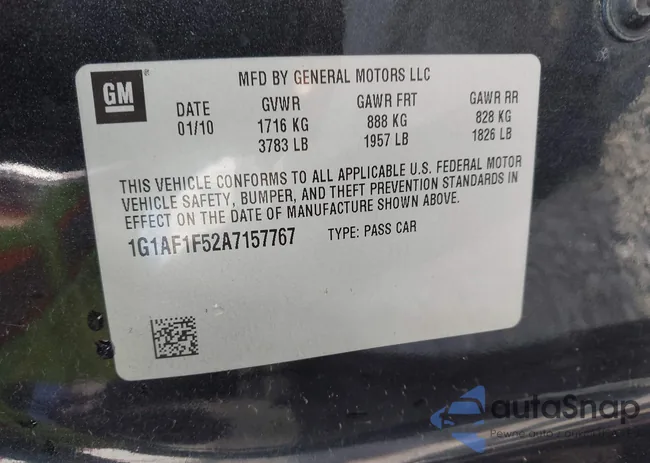 GM
MFD BY GENERAL MOTORS LLC
DATE GVWR GAWR FRT GAWR RR
01/10 1716 KG 888 KG 828 KG
3783 LB 1957 LB 1826 LB
THIS VEHICLE CONFORMS TO ALL APPLICABLE U.S. FEDERAL MOTOR
VEHICLE SAFETY, BUMPER, AND THEFT PREVENTION STANDARDS IN
EFFECT ON THE DATE OF MANUFACTURE SHOWN ABOVE.
1G1AF1F52A7157767 TYPE: PASS CAR
autoSnap
Pewne auto